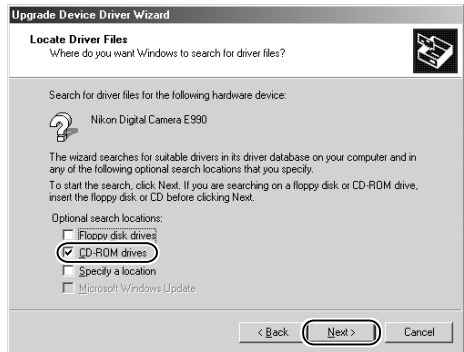 Upgrade Device Driver Wizard
Locate Driver Files
Where do you want Windows to search for driver files?
Search for driver files for the following hardware device:
Nikon Digital Camera E990
The wizard searches for suitable drivers in its driver database on your computer and in
any of the following optional search locations that you specify.
To start the search, click Next. If you are searching on a floppy disk or CD-ROM drive,
insert the floppy disk or CD before clicking Next.
Optional search locations:
Floppy disk drives
CD-ROM drives
Specify a location
Microsoft Windows Update
< Back
Next >
Cancel